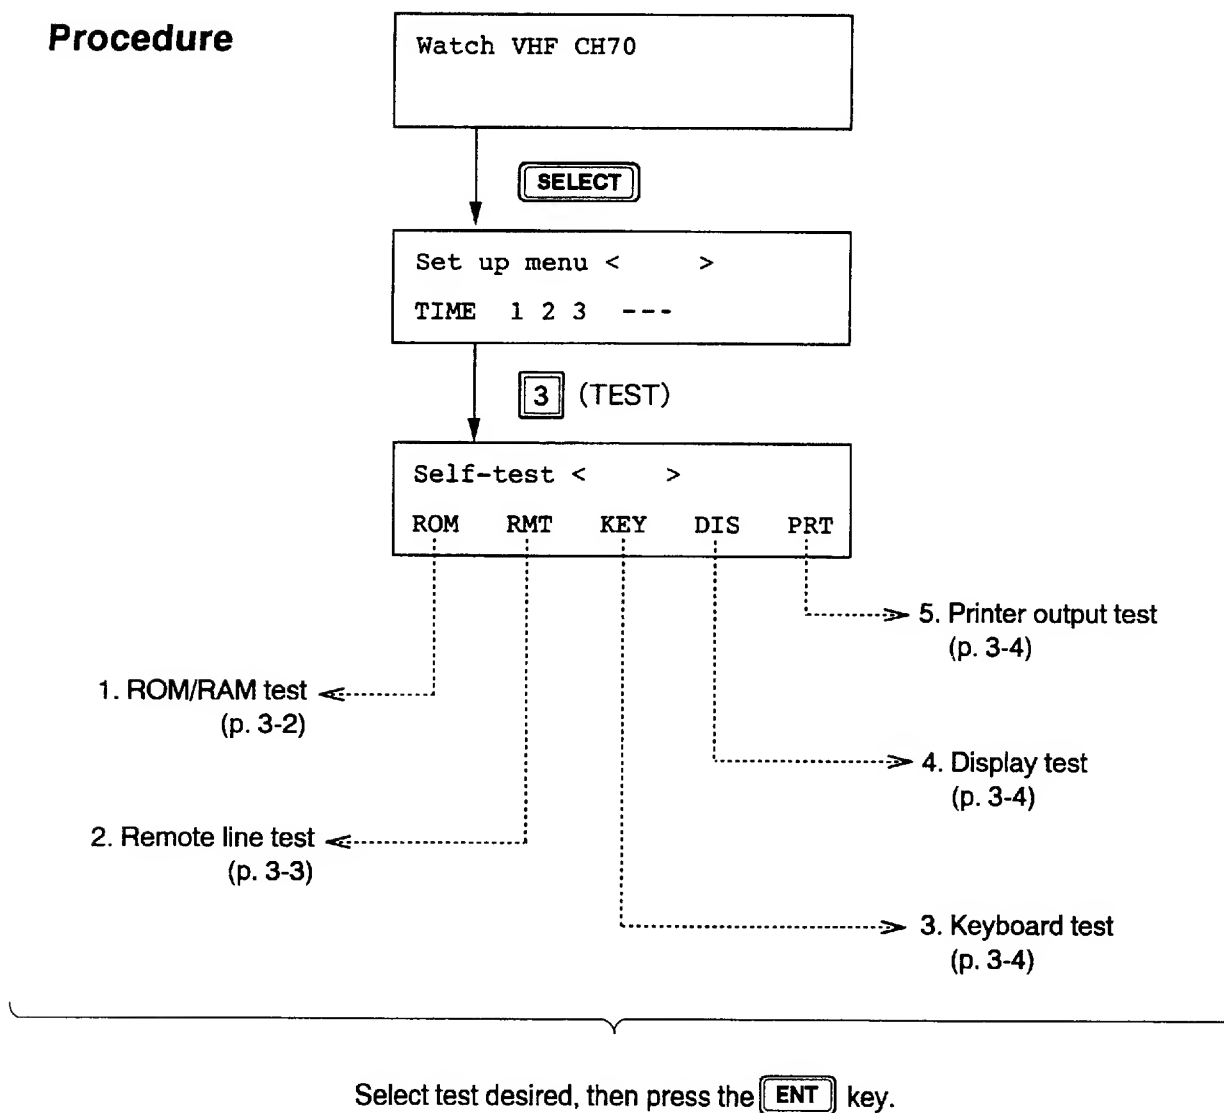 Procedure
Watch VHF CH70
SELECT
Set up menu < >
TIME 1 2 3 ---
3 (TEST)
Self-test < >
ROM RMT KEY DIS PRT
5. Printer output test
(p. 3-4)
1. ROM/RAM test
(p. 3-2)
4. Display test
(p. 3-4)
2. Remote line test
(p. 3-3)
3. Keyboard test
(p. 3-4)
Select test desired, then press the ENT key.